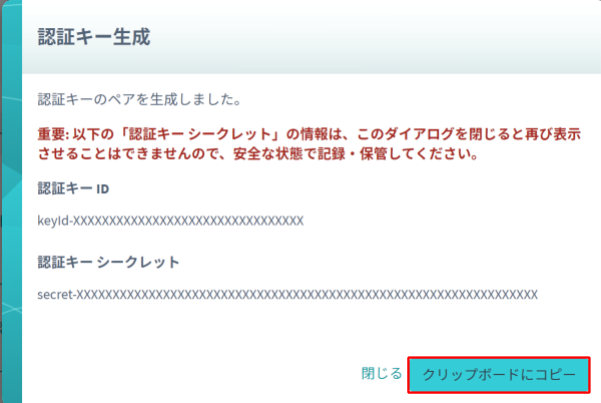 認証キー生成
認証キーのペアを生成しました。
重要: 以下の「認証キー シークレット」の情報は、このダイアログを閉じると再び表示
させることはできませんので、安全な状態で記録・保管してください。
認証キー ID
keyId-XXXXXXXXXXXXXXXXXXXXXXXXXXXXXXXX
認証キー シークレット
secret-XXXXXXXXXXXXXXXXXXXXXXXXXXXXXXXXXXXXXXXXXXXXXXXXXXXXXXXXXXXXXXXX
閉じる クリップボードにコピー